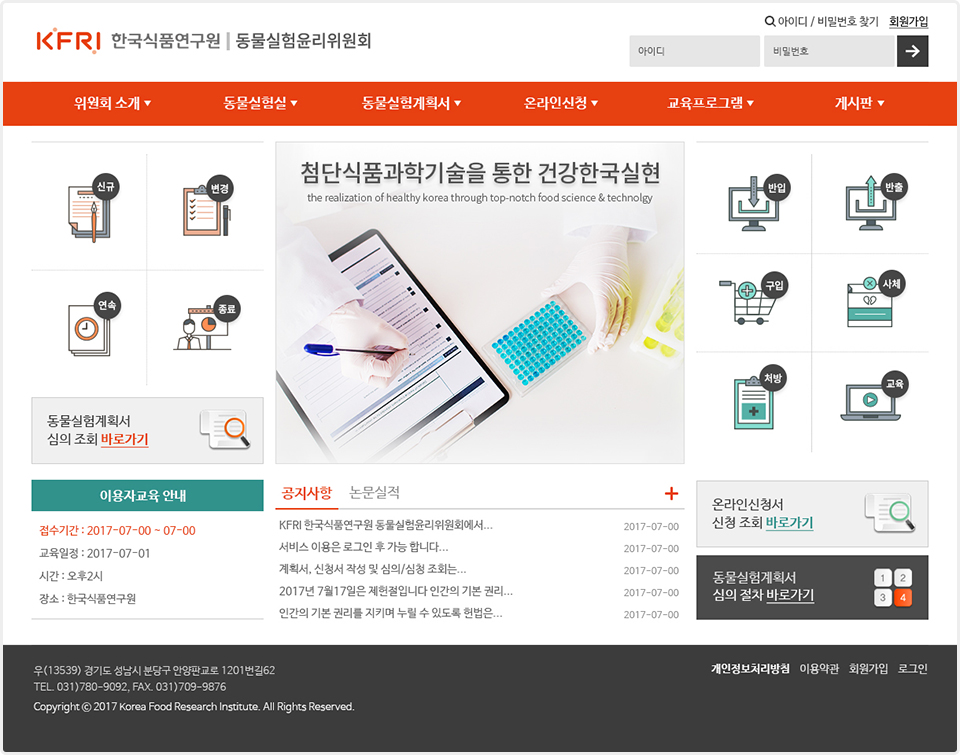 아이디 / 비밀번호 찾기 회원가입
KFRI 한국식품연구원 | 동물실험윤리위원회
아이디
비밀번호
위원회 소개 ▼
동물실험실 ▼
동물실험계획서 ▼
온라인신청 ▼
교육프로그램 ▼
게시판 ▼
신규
변경
연속
종료
동물실험계획서
심의 조회 바로가기
첨단식품과학기술을 통한 건강한국실현
the realization of healthy korea through top-notch food science & technolgy
반입
반출
구입
사체
처방
교육
이용자교육 안내
접수기간 : 2017-07-00 ~ 07-00
교육일정 : 2017-07-01
시간 : 오후2시
장소 : 한국식품연구원
공지사항 논문실적 +
KFRI 한국식품연구원 동물실험윤리위원회에서... 2017-07-00
서비스 이용은 로그인 후 가능 합니다... 2017-07-00
계획서, 신청서 작성 및 심의/심청 조회는... 2017-07-00
2017년 7월17일은 제헌절입니다 인간의 기본 권리... 2017-07-00
인간의 기본 권리를 지키며 누릴 수 있도록 헌법은... 2017-07-00
온라인신청서
신청 조회 바로가기
동물실험계획서
심의 절차 바로가기
1 2
3 4
우(13539) 경기도 성남시 분당구 안양판교로 1201번길62
TEL. 031)780-9092, FAX. 031)709-9876
Copyright ⓒ 2017 Korea Food Research Institute. All Rights Reserved.
개인정보처리방침 이용약관 회원가입 로그인